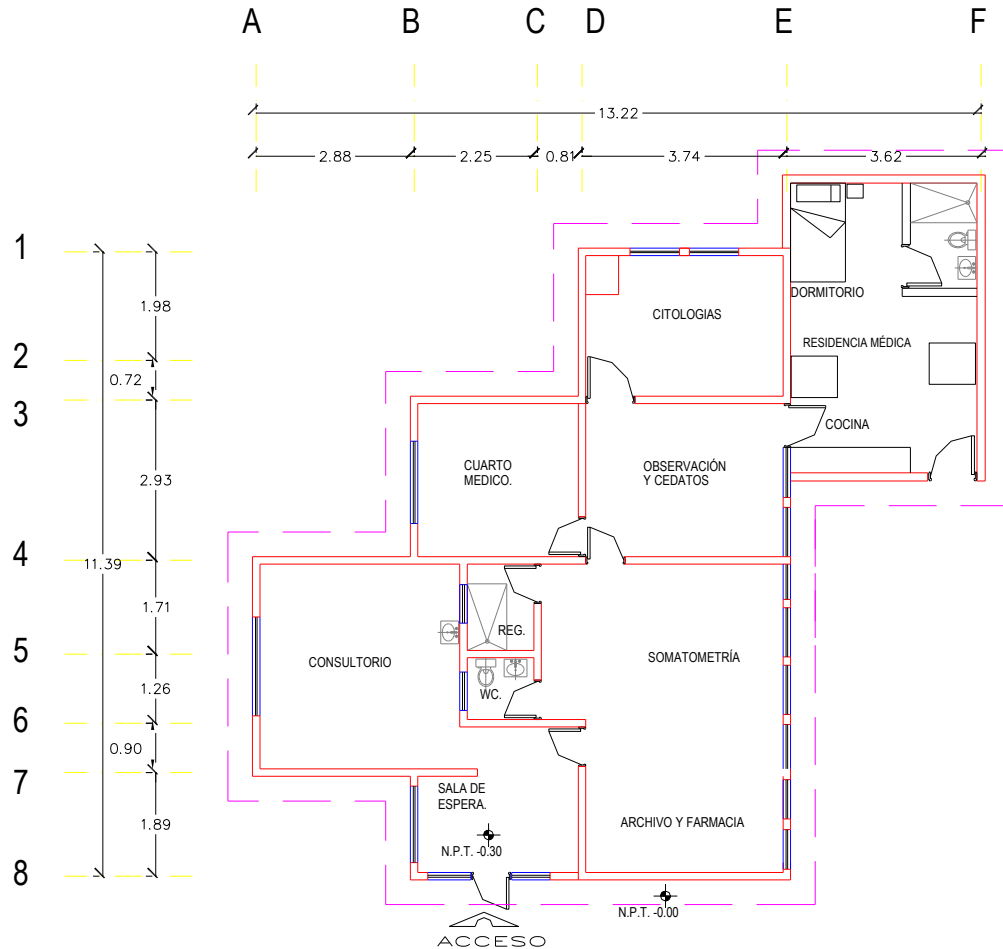 A B C D E F
13.22
2.88 2.25 0.81 3.74 3.62
1
1.98
DORMITORIO
CITOLOGIAS
RESIDENCIA MÉDICA
2
0.72
3
COCINA
CUARTO
MEDICO.
OBSERVACIÓN
Y CEDATOS
2.93
4
11.39
1.71
REG.
5
CONSULTORIO
SOMATOMETRÍA
1.26
WC.
6
0.90
7
SALA DE
ESPERA.
1.89
ARCHIVO Y FARMACIA
N.P.T. -0.30
8
N.P.T. -0.00
ACCESO